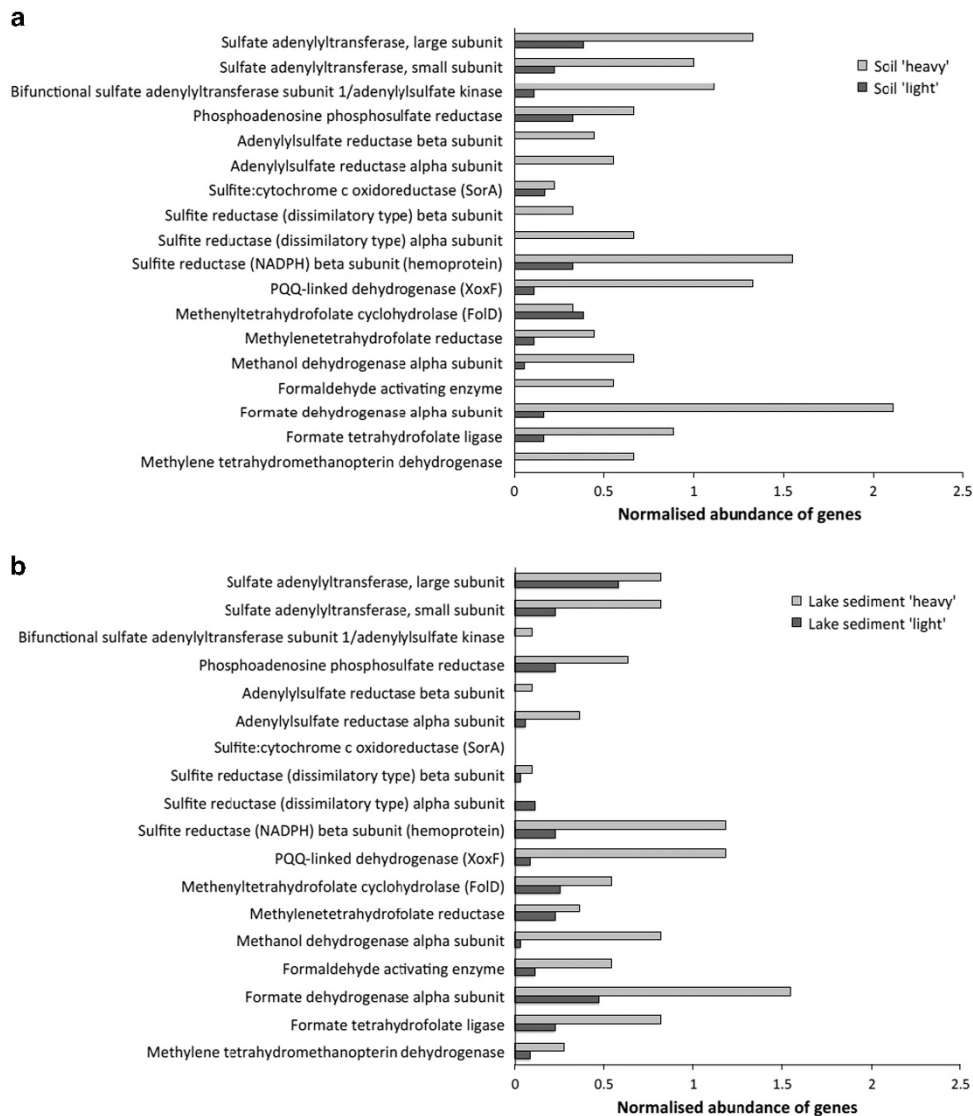 a
Sulfate adenylyltransferase, large subunit
Sulfate adenylyltransferase, small subunit
Bifunctional sulfate adenylyltransferase subunit 1/adenylylsulfate kinase
Phosphoadenosine phosphosulfate reductase
Adenylylsulfate reductase beta subunit
Adenylylsulfate reductase alpha subunit
Sulfite:cytochrome c oxidoreductase (SorA)
Sulfite reductase (dissimilatory type) beta subunit
Sulfite reductase (dissimilatory type) alpha subunit
Sulfite reductase (NADPH) beta subunit (hemoprotein)
PQQ-linked dehydrogenase (XoxF)
Methenyltetrahydrofolate cyclohydrolase (FolD)
Methylenetetrahydrofolate reductase
Methanol dehydrogenase alpha subunit
Formaldehyde activating enzyme
Formate dehydrogenase alpha subunit
Formate tetrahydrofolate ligase
Methylene tetrahydromethanopterin dehydrogenase
Soil 'heavy'
Soil 'light'
0 0.5 1 1.5 2 2.5
Normalised abundance of genes
b
Sulfate adenylyltransferase, large subunit
Sulfate adenylyltransferase, small subunit
Bifunctional sulfate adenylyltransferase subunit 1/adenylylsulfate kinase
Phosphoadenosine phosphosulfate reductase
Adenylylsulfate reductase beta subunit
Adenylylsulfate reductase alpha subunit
Sulfite:cytochrome c oxidoreductase (SorA)
Sulfite reductase (dissimilatory type) beta subunit
Sulfite reductase (dissimilatory type) alpha subunit
Sulfite reductase (NADPH) beta subunit (hemoprotein)
PQQ-linked dehydrogenase (XoxF)
Methenyltetrahydrofolate cyclohydrolase (FolD)
Methylenetetrahydrofolate reductase
Methanol dehydrogenase alpha subunit
Formaldehyde activating enzyme
Formate dehydrogenase alpha subunit
Formate tetrahydrofolate ligase
Methylene tetrahydromethanopterin dehydrogenase
Lake sediment 'heavy'
Lake sediment 'light'
0 0.5 1 1.5 2 2.5
Normalised abundance of genes